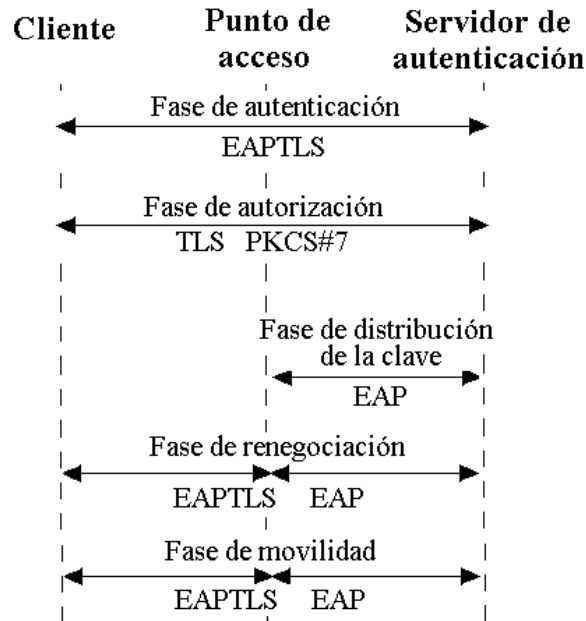 Cliente
Punto de
acceso
Servidor de
autenticación
Fase de autenticación
EAPTLS
Fase de autorización
TLS PKCS#7
Fase de distribución
de la clave
EAP
Fase de renegociación
EAPTLS EAP
Fase de movilidad
EAPTLS EAP